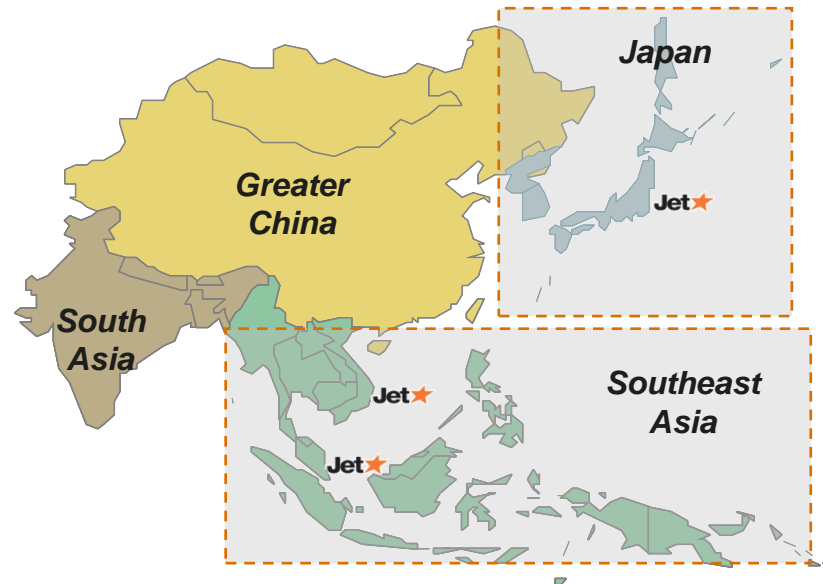 Japan
Greater
China
Jet
South
Asia
Southeast
Asia
Jet
Jet